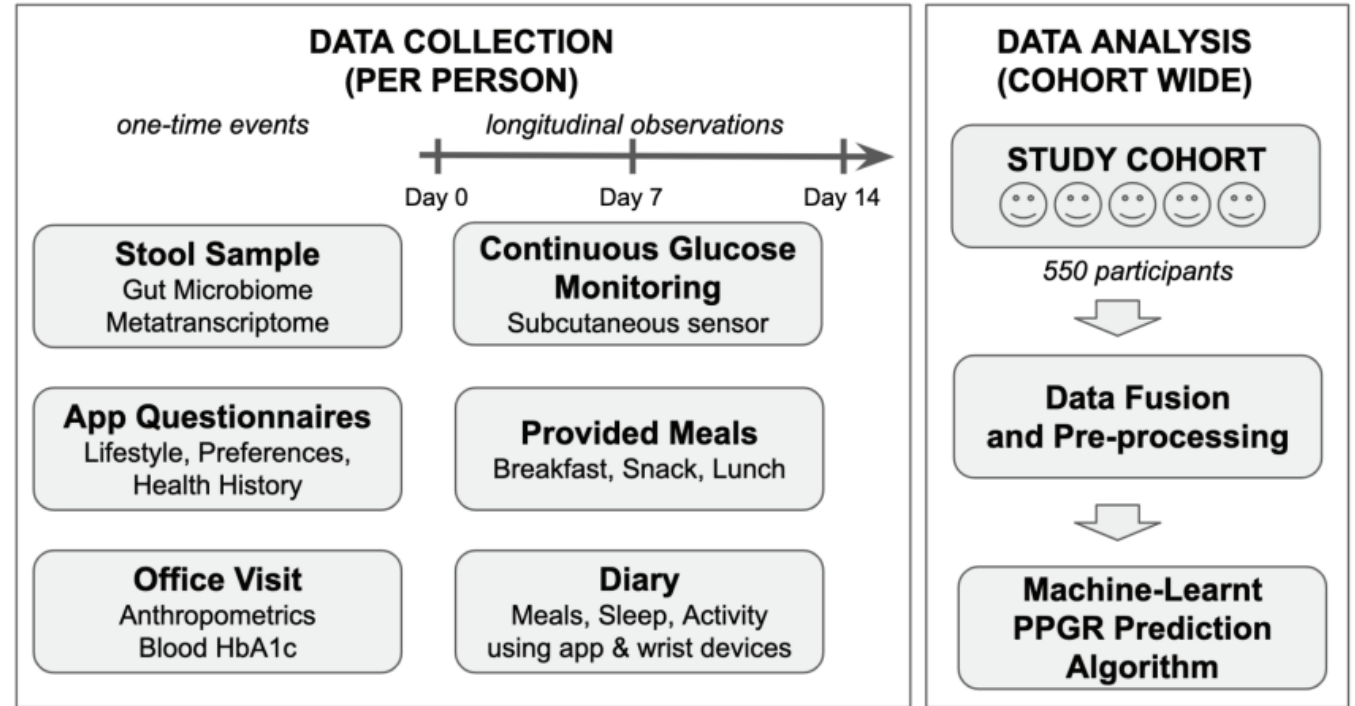 DATA COLLECTION
(PER PERSON)
one-time events
longitudinal observations
Day 0
Day 7
Day 14
Stool Sample
Gut Microbiome
Metatranscriptome
Continuous Glucose
Monitoring
Subcutaneous sensor
App Questionnaires
Lifestyle, Preferences,
Health History
Provided Meals
Breakfast, Snack, Lunch
Office Visit
Anthropometrics
Blood HbA1c
Diary
Meals, Sleep, Activity
using app & wrist devices
DATA ANALYSIS
(COHORT WIDE)
STUDY COHORT
550 participants
Data Fusion
and Pre-processing
Machine-Learnt
PPGR Prediction
Algorithm